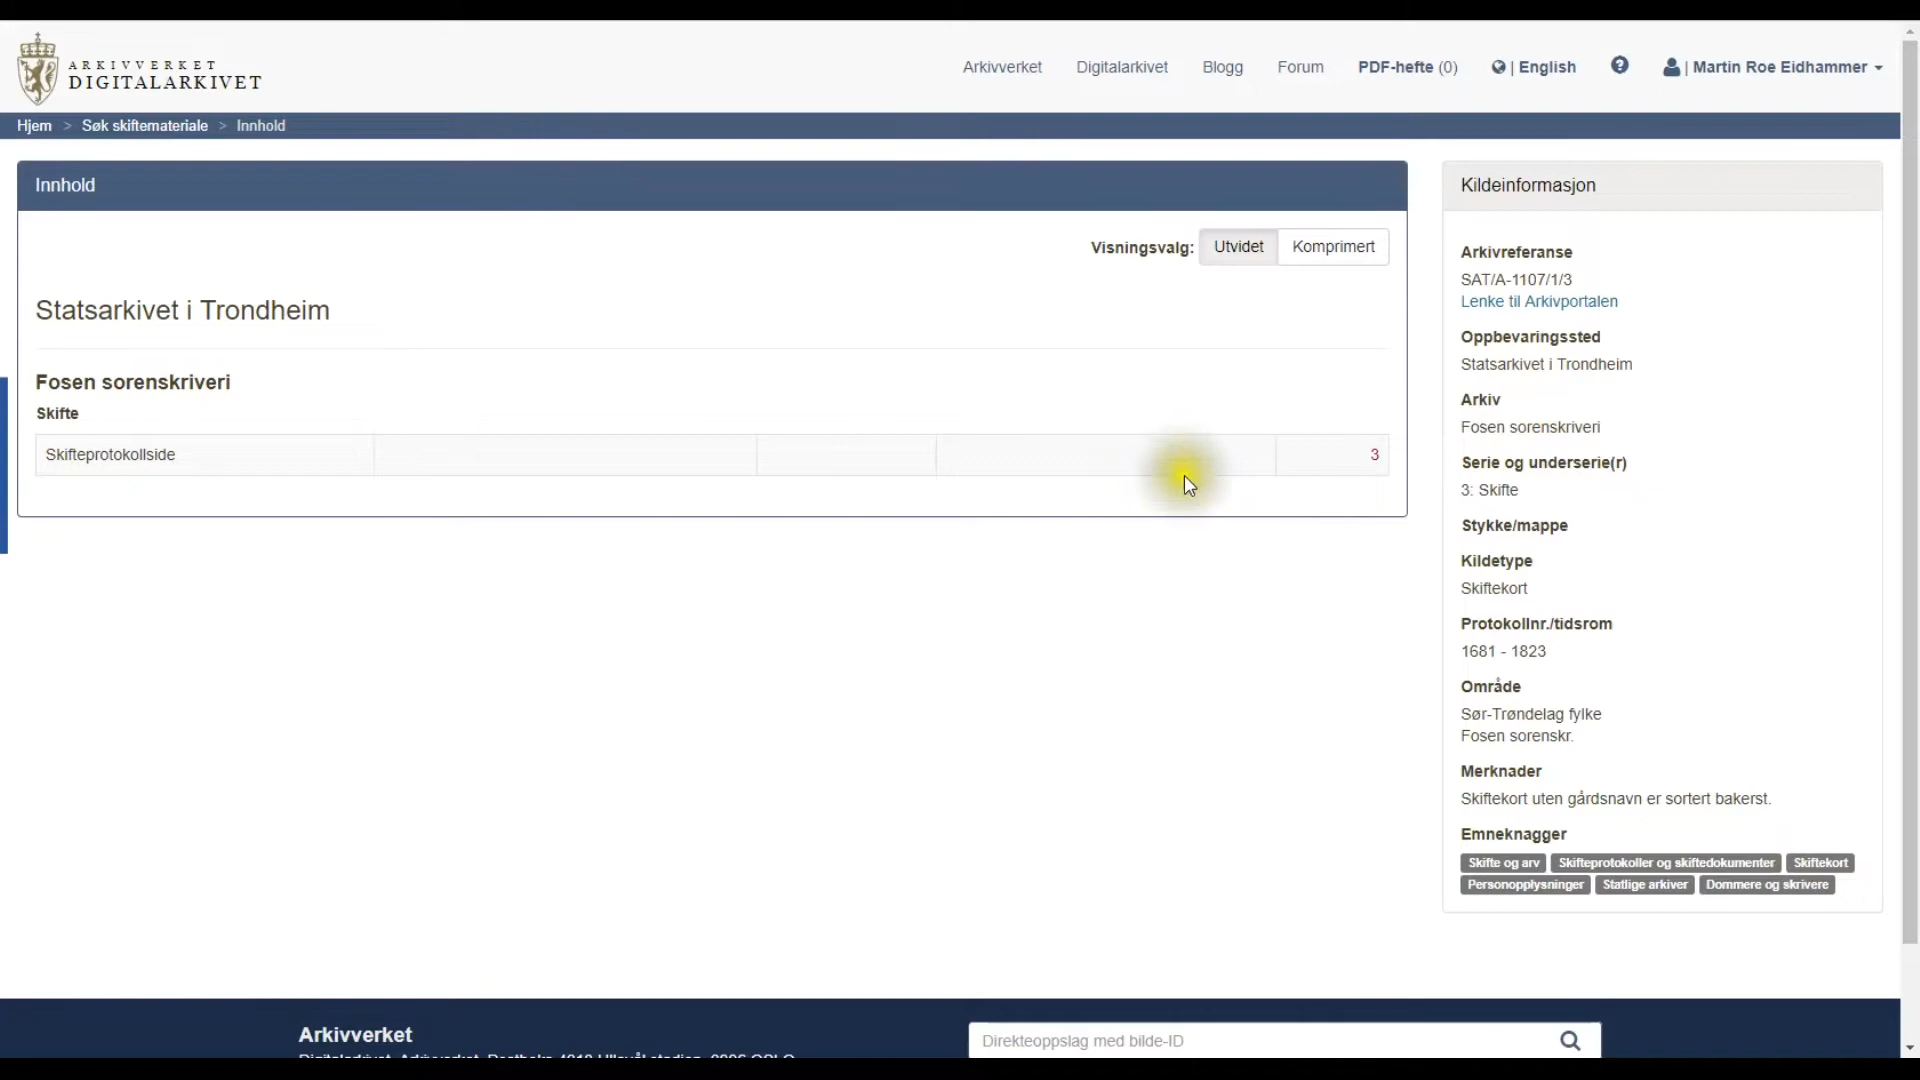 ARKIVVERKET
DIGITALARKIVET
Arkivverket
Digitalarkivet
Blogg
Forum
PDF-hefte (0)
| English
| Martin Roe Eidhammer
Hjem > Søk skiftemateriale > Innhold
Innhold
Visningsvalg: Utvidet Komprimert
Statsarkivet i Trondheim
Fosen sorenskriveri
Skifte
Skifteprotokollside 3
Kildeinformasjon
Arkivreferanse
SAT/A-1107/1/3
Lenke til Arkivportalen
Oppbevaringssted
Statsarkivet i Trondheim
Arkiv
Fosen sorenskriveri
Serie og underserie(r)
3: Skifte
Stykke/mappe
Kildetype
Skiftekort
Protokollnr./tidsrom
1681 - 1823
Område
Sør-Trøndelag fylke
Fosen sorenskr.
Merknader
Skiftekort uten gårdsnavn er sortert bakerst.
Emneknagger
Skifte og arv Skifteprotokoller og skiftedokumenter Skiftekort
Personopplysninger Statlige arkiver Dommere og skrivere
Arkivverket
Direkteoppslag med bilde-ID